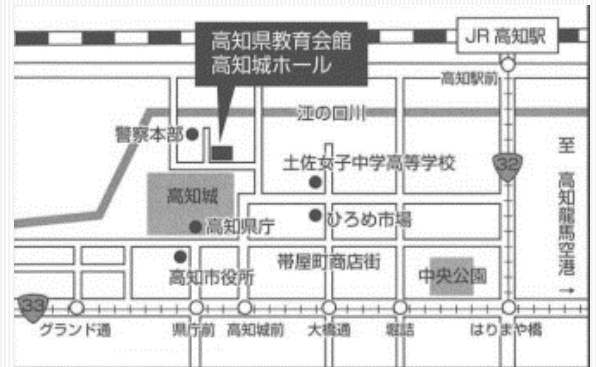 高知県教育会館
高知城ホール
JR 高知駅
高知駅前
江の口川
警察本部
土佐女子中学高等学校
32
至 高知龍馬空港 →
高知城
高知県庁
ひろめ市場
高知市役所
帯屋町商店街
中央公園
33
グランド通
県庁前
高知城前
大橋通
堀詰
はりまや橋